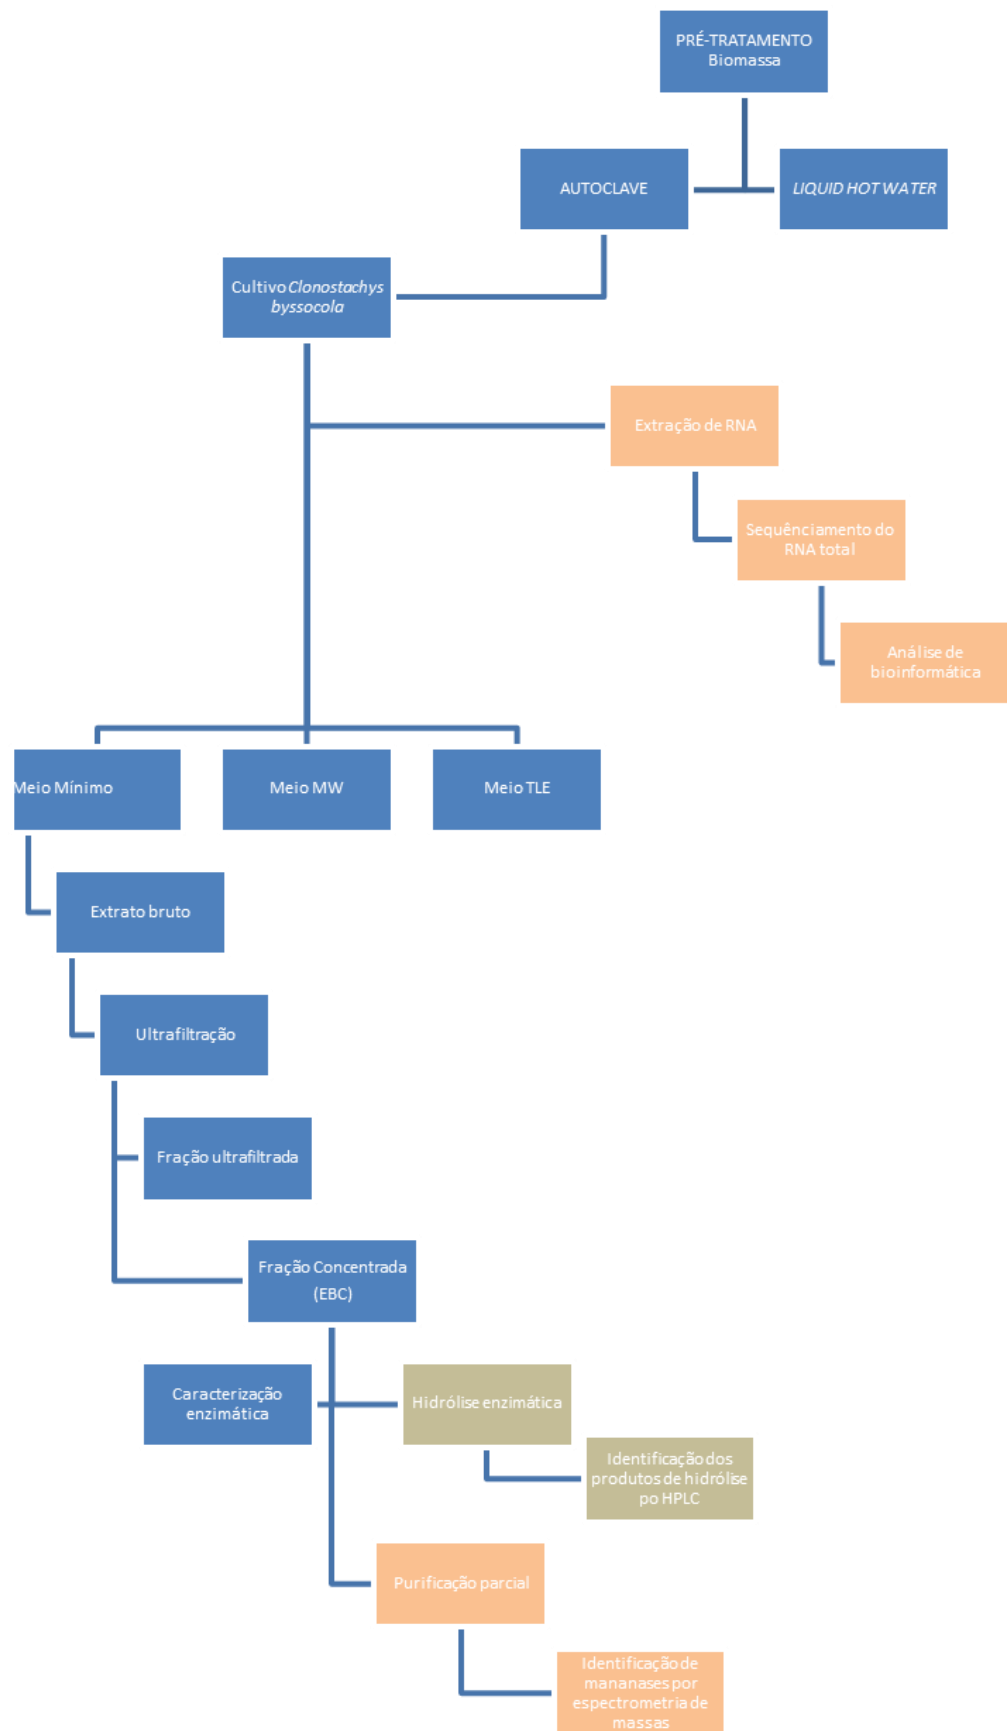 PRÉ-TRATAMENTO
Biomassa
AUTOCLAVE
LIQUID HOT WATER
Cultivo Clonostachys
byssocola
Extração de RNA
Sequênciamento do
RNA total
Análise de
bioinformática
Meio Mínimo
Meio MW
Meio TLE
Extrato bruto
Ultrafiltração
Fração ultrafiltrada
Fração Concentrada
(EBC)
Caracterização
enzimática
Hidrólise enzimática
Identificação dos
produtos de hidrólise
po HPLC
Purificação parcial
Identificação de
mananases por
espectrometria de
massas